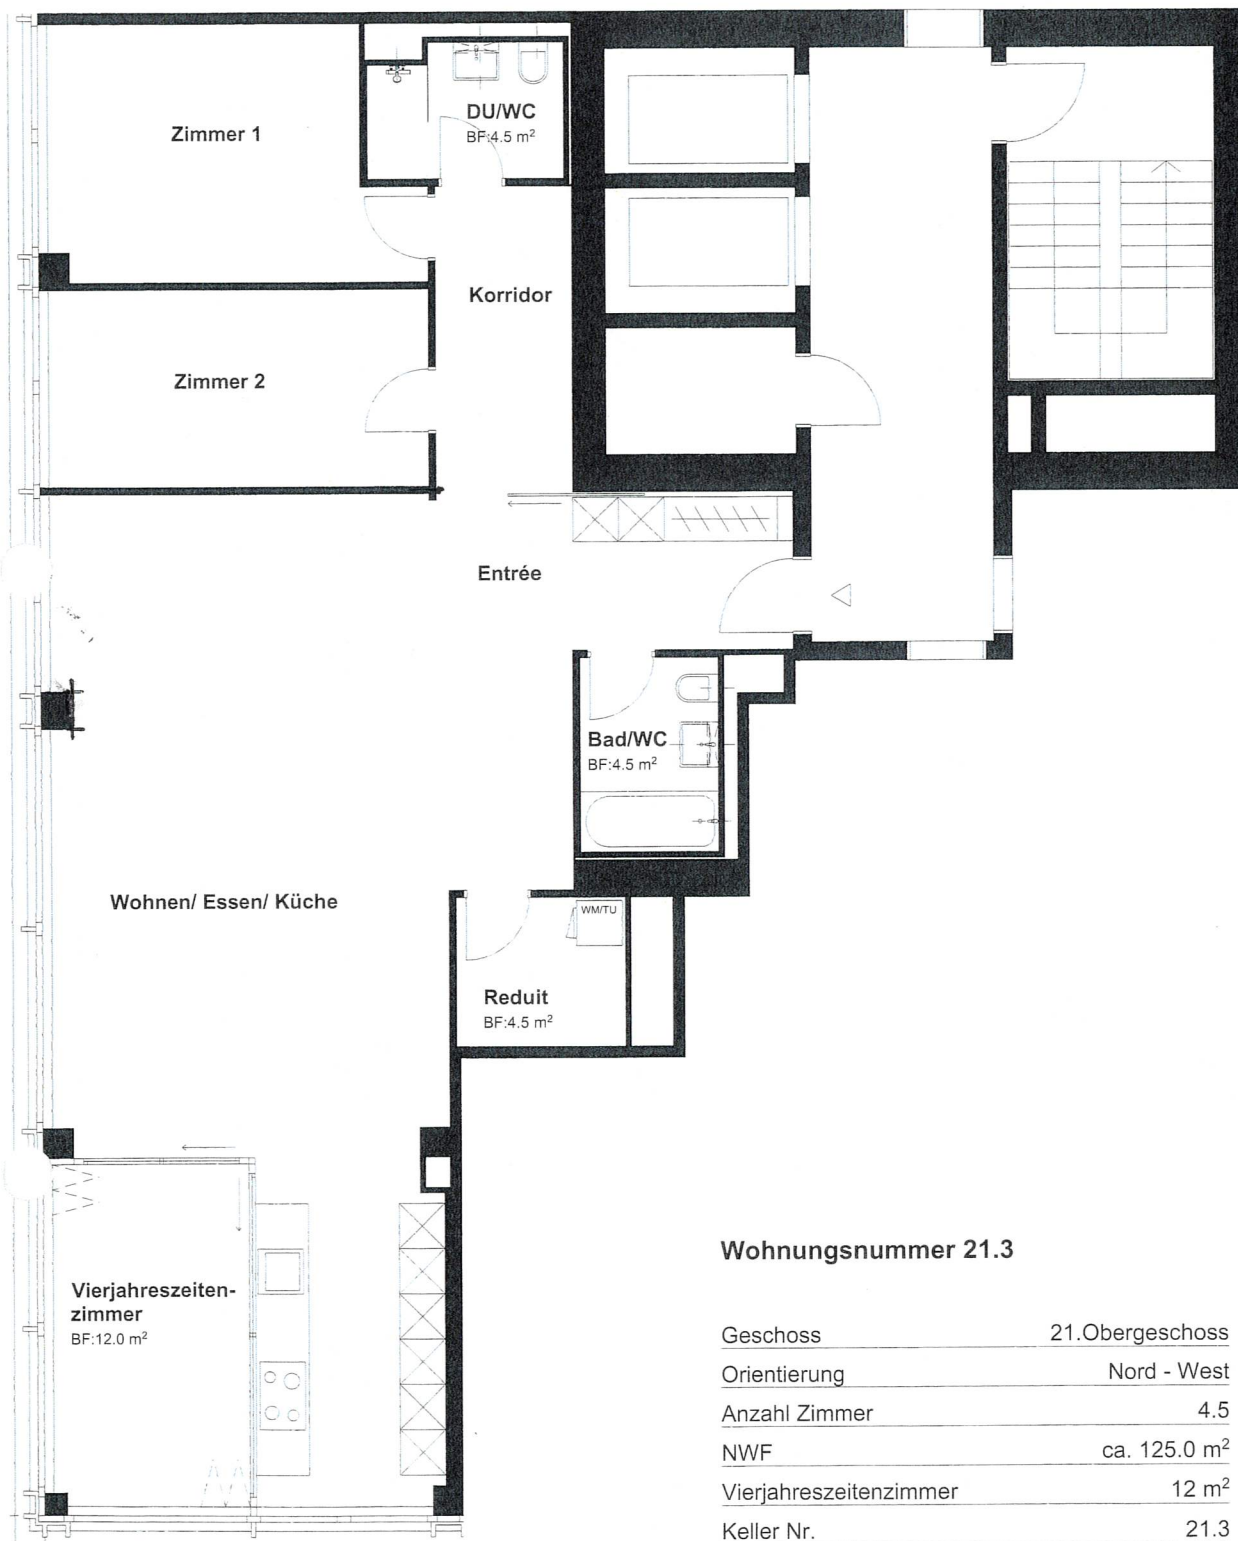 Zimmer 1
DU/WC
BF:4.5 m²
Korridor
Zimmer 2
Entrée
Bad/WC
BF:4.5 m²
Wohnen/ Essen/ Küche
WM/TU
Reduit
BF:4.5 m²
Vierjahreszeiten-
zimmer
BF:12.0 m²
Wohnungsnummer 21.3
Geschoss 21.Obergeschoss
Orientierung Nord - West
Anzahl Zimmer 4.5
NWF ca. 125.0 m²
Vierjahreszeitenzimmer 12 m²
Keller Nr. 21.3